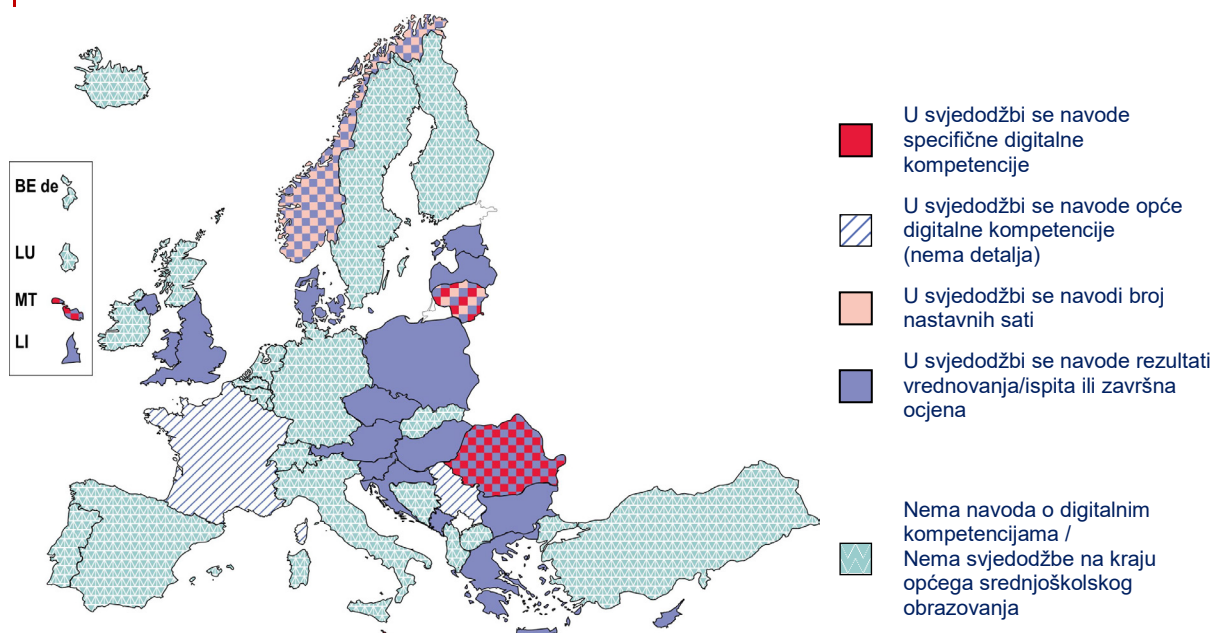 BE de
LU
MT
LI
U svjedodžbi se navode
specifične digitalne
kompetencije
U svjedodžbi se navode opće
digitalne kompetencije
(nema detalja)
U svjedodžbi se navodi broj
nastavnih sati
U svjedodžbi se navode rezultati
vrednovanja/ispita ili završna
ocjena
Nema navoda o digitalnim
kompetencijama /
Nema svjedodžbe na kraju
općega srednjoškolskog
obrazovanja